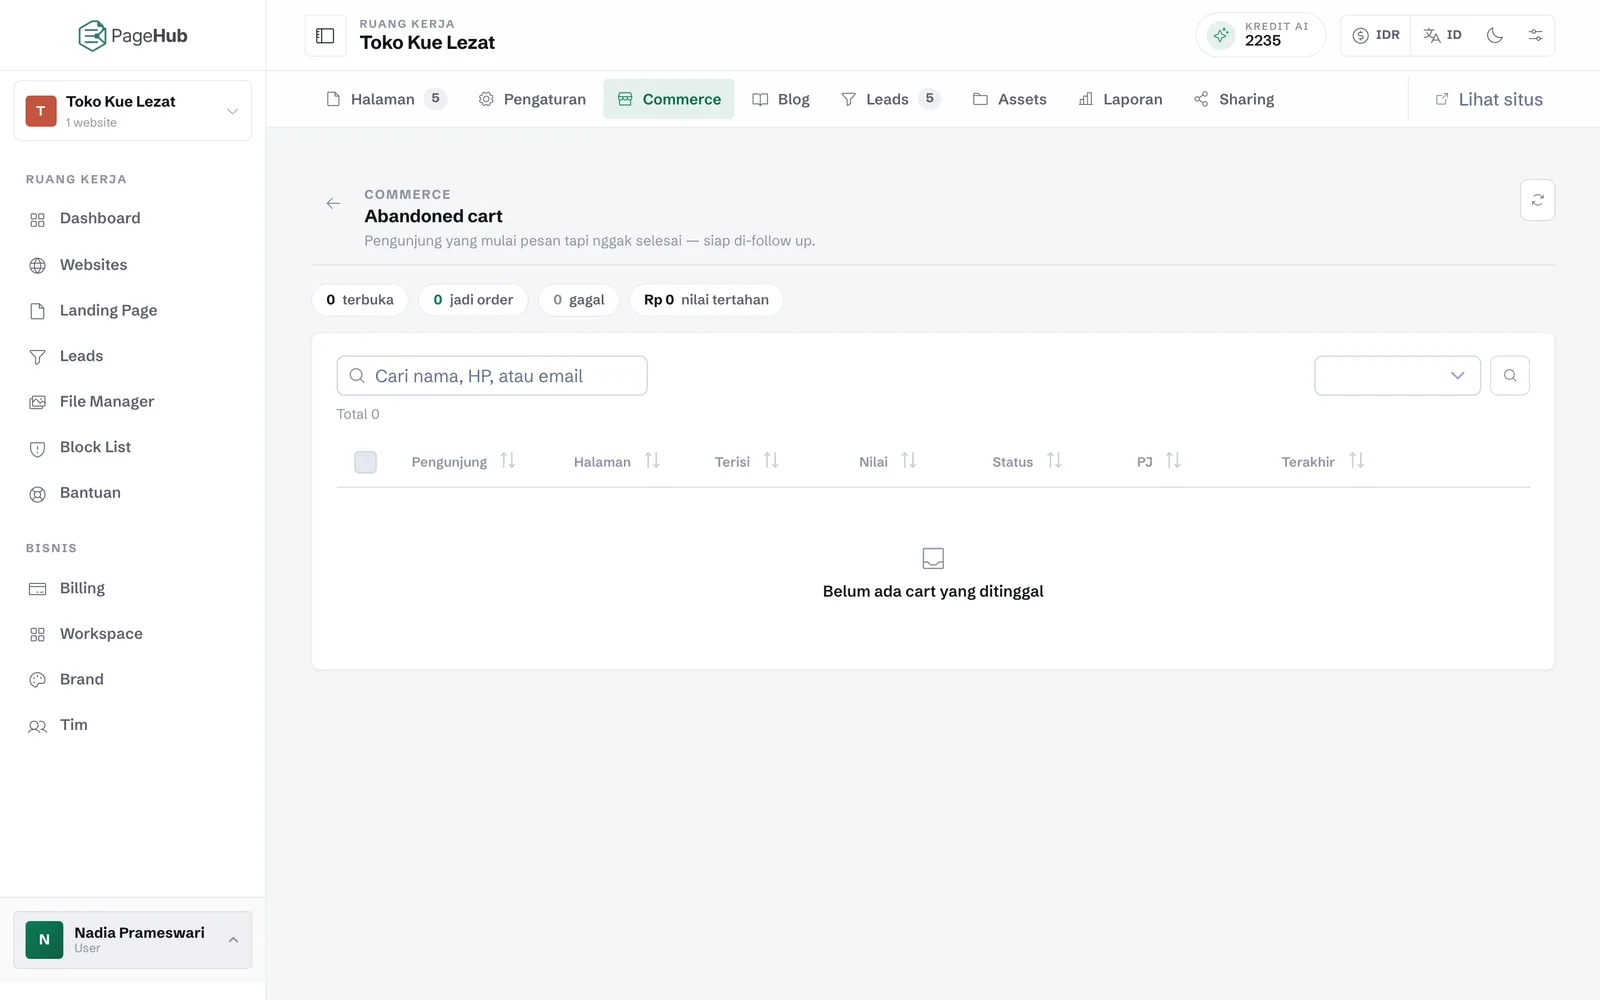 PageHub
T
Toko Kue Lezat
1 website
RUANG KERJA
Dashboard
Websites
Landing Page
Leads
File Manager
Block List
Bantuan
BISNIS
Billing
Workspace
Brand
Tim
N
Nadia Prameswari
User
RUANG KERJA
Toko Kue Lezat
KREDIT AI
2235
IDR
ID
Halaman 5
Pengaturan
Commerce
Blog
Leads 5
Assets
Laporan
Sharing
Lihat situs
COMMERCE
Abandoned cart
Pengunjung yang mulai pesan tapi nggak selesai — siap di-follow up.
0 terbuka
0 jadi order
0 gagal
Rp 0 nilai tertahan
Cari nama, HP, atau email
Total 0
Pengunjung
Halaman
Terisi
Nilai
Status
PJ
Terakhir
Belum ada cart yang ditinggal